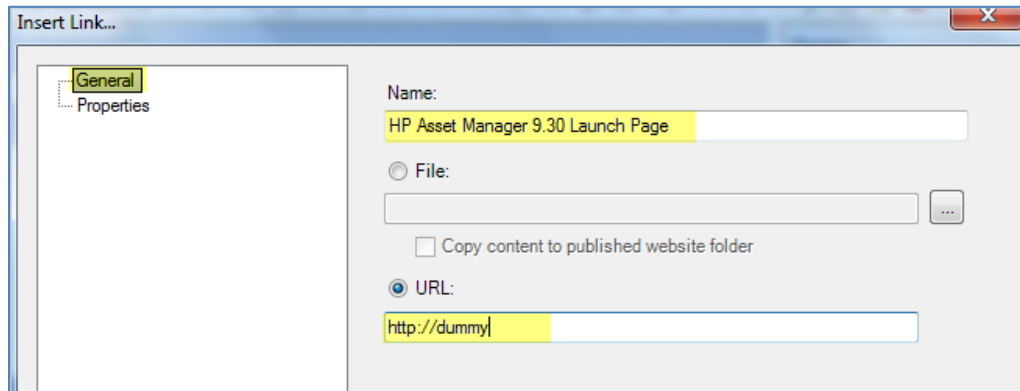 Insert Link...
General
Properties
Name:
HP Asset Manager 9.30 Launch Page
File:
...
Copy content to published website folder
URL:
http://dummy